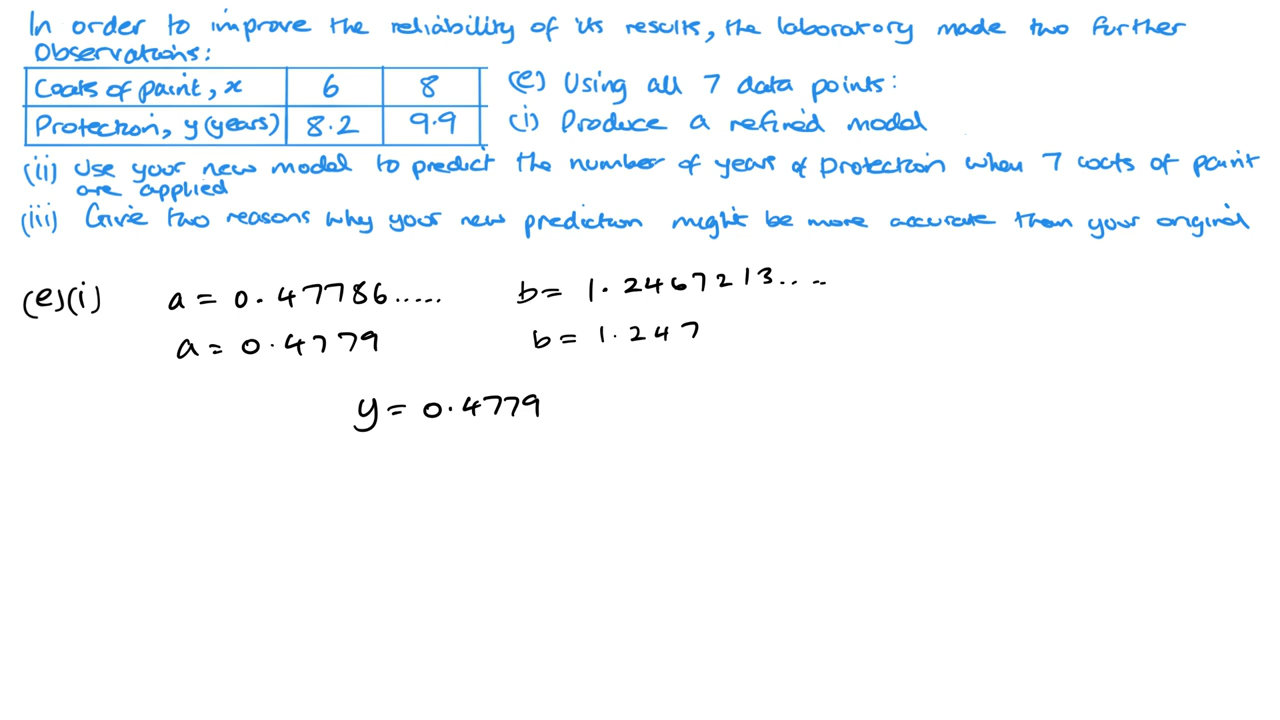 In order to improve the reliability of its results, the laboratory made two further
observations:
Coats of paint, x 6 8
Protection, y (years) 8.2 9.9
(e) Using all 7 data points:
(i) Produce a refined model
(ii) Use your new model to predict the number of years of protection when 7 coats of paint
are applied
(iii) Give two reasons why your new prediction might be more accurate than your original
(e)(i) a = 0.47786..... b = 1.2467213.....
a = 0.4779 b = 1.247
y = 0.4779